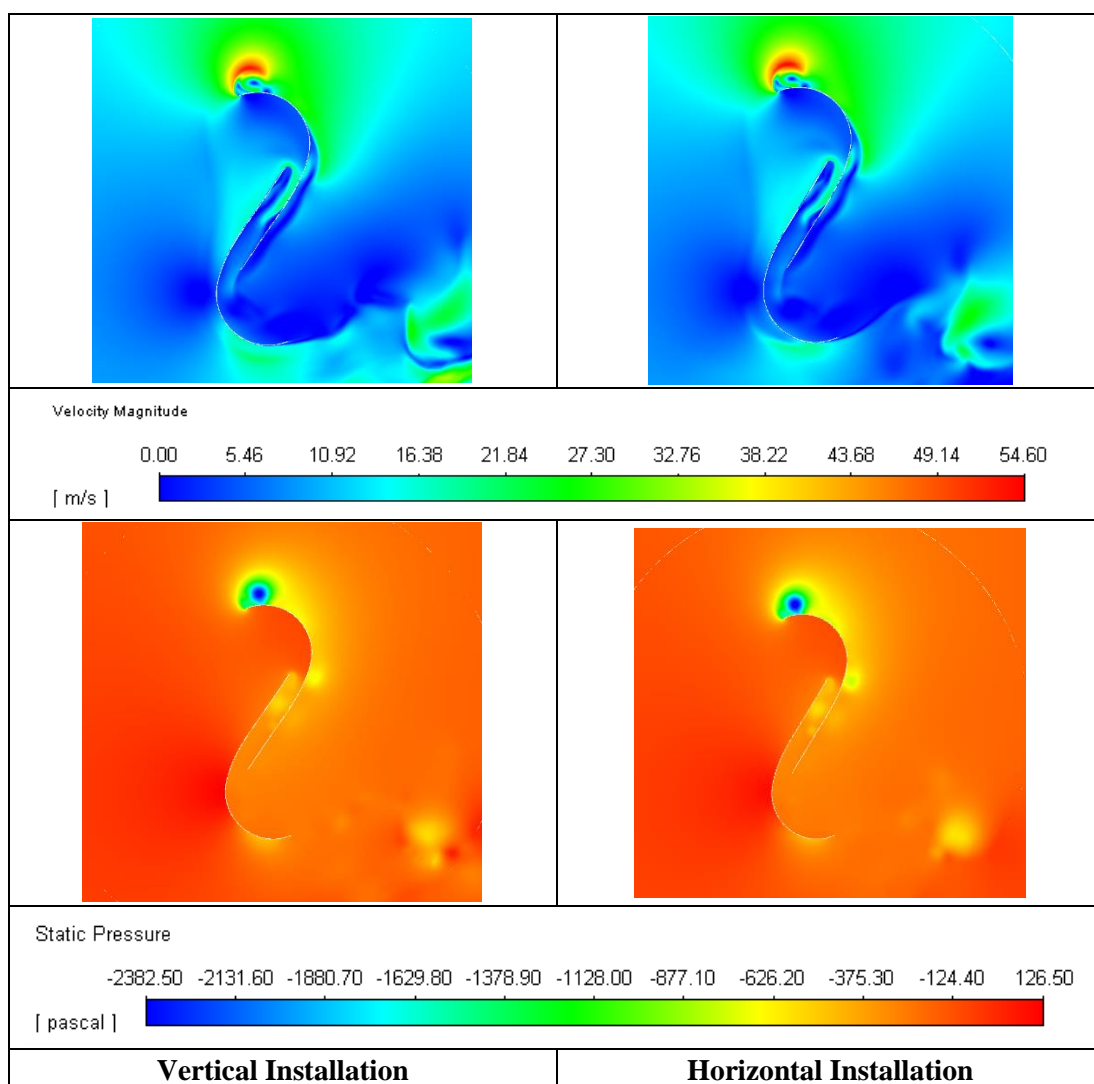 Velocity Magnitude
0.00 5.46 10.92 16.38 21.84 27.30 32.76 38.22 43.68 49.14 54.60
[ m/s ]
Static Pressure
-2382.50 -2131.60 -1880.70 -1629.80 -1378.90 -1128.00 -877.10 -626.20 -375.30 -124.40 126.50
[ pascal ]
Vertical Installation Horizontal Installation